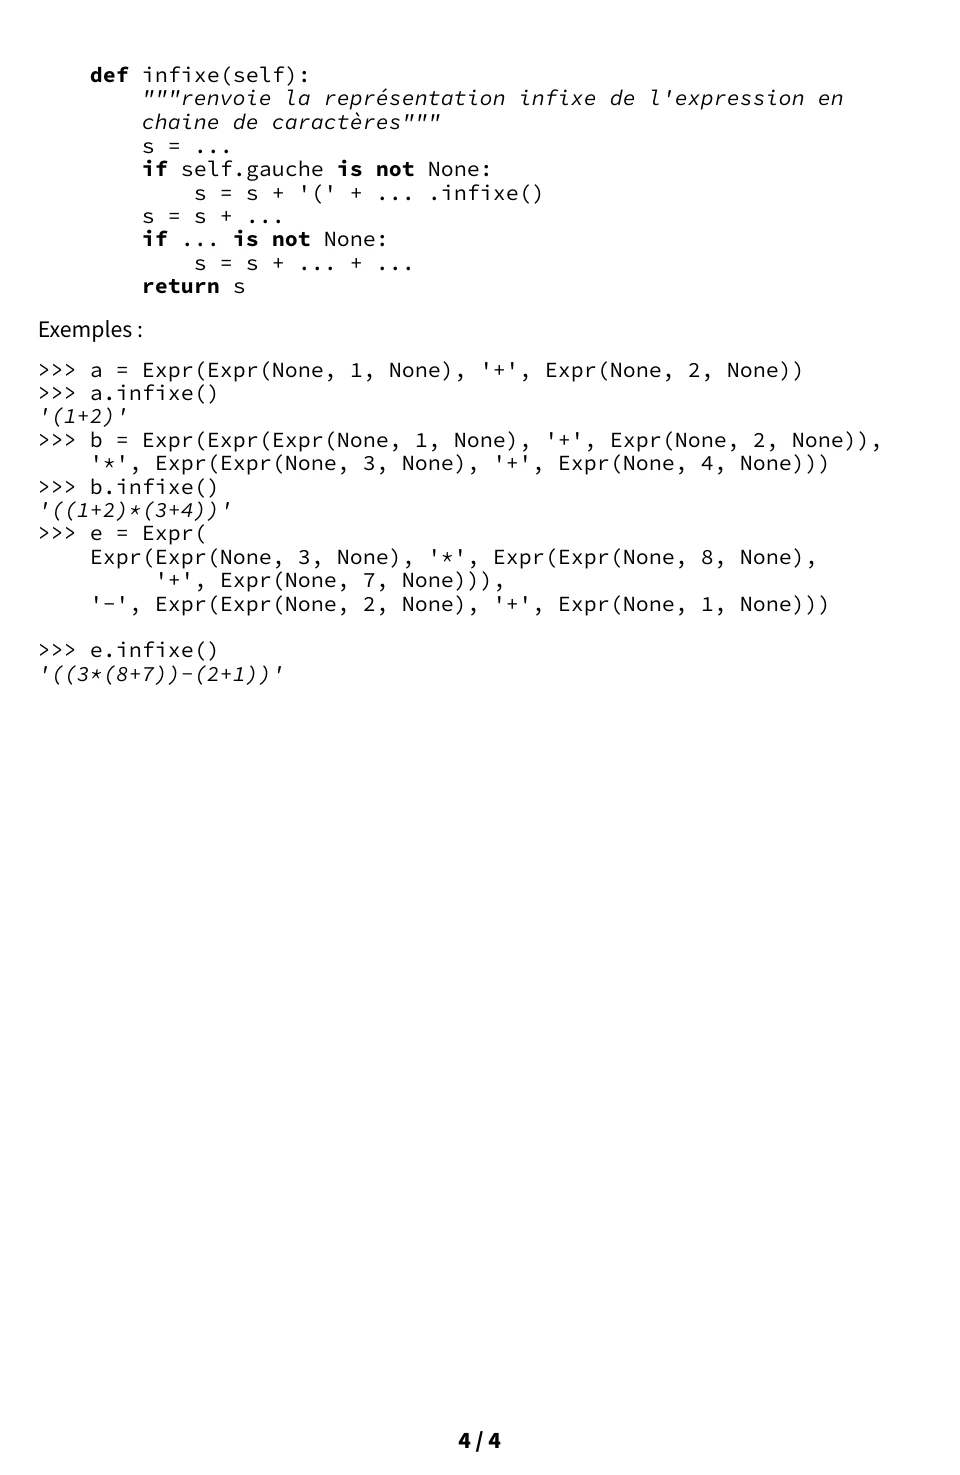 def infixe(self):
"""renvoie la représentation infixe de l'expression en
chaine de caractères"""
s = ...
if self.gauche is not None:
s = s + '(' + ... .infixe()
s = s + ...
if ... is not None:
s = s + ... + ...
return s
Exemples :
>>> a = Expr(Expr(None, 1, None), '+', Expr(None, 2, None))
>>> a.infixe()
'(1+2)'
>>> b = Expr(Expr(Expr(None, 1, None), '+', Expr(None, 2, None)),
'*', Expr(Expr(None, 3, None), '+', Expr(None, 4, None)))
>>> b.infixe()
'((1+2)*(3+4))'
>>> e = Expr(
Expr(Expr(None, 3, None), '*', Expr(Expr(None, 8, None),
'+', Expr(None, 7, None))),
'-', Expr(Expr(None, 2, None), '+', Expr(None, 1, None)))
>>> e.infixe()
'((3*(8+7))-(2+1))'
4 / 4